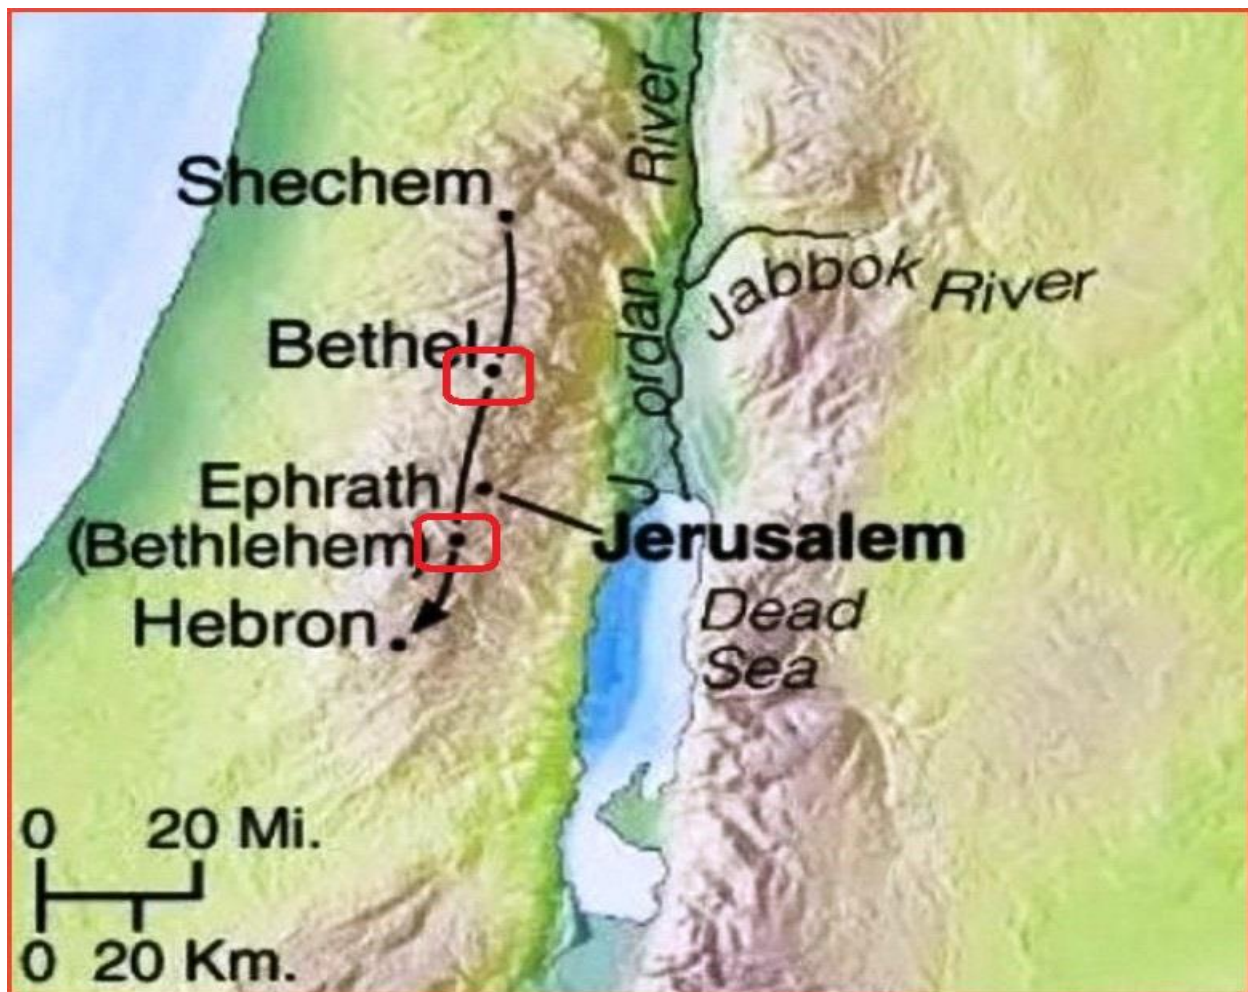 River
Shechem
Jabbok River
Jordan
Bethel
Ephrath
(Bethlehem)
Jerusalem
Hebron
Dead
Sea
0 20 Mi.
0 20 Km.